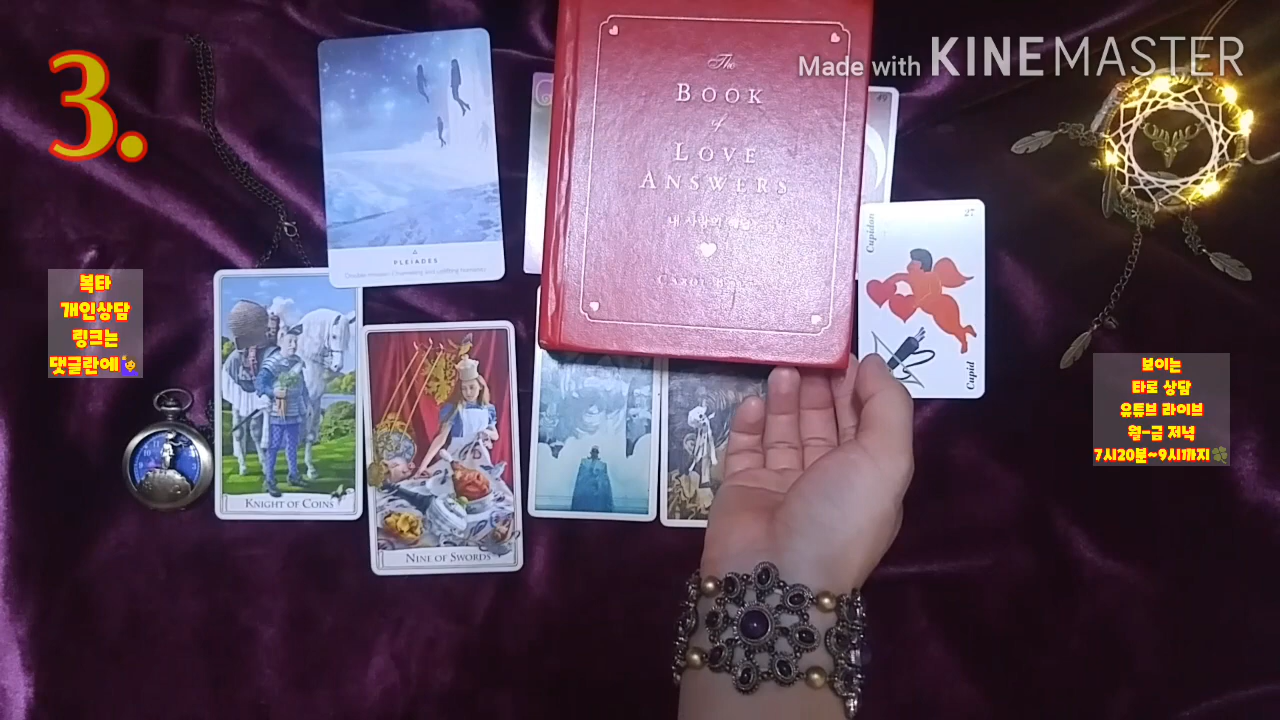 3.
Made with KINEMASTER
The
BOOK
of
LOVE
ANSWERS
PLEIADES
Cupidon
27
Cupid
복타
개인상담
링크는
댓글란에
보이는
타로 상담
유튜브 라이브
월-금 저녁
7시20분~9시까지
KNIGHT OF COINS
NINE OF SWORDS